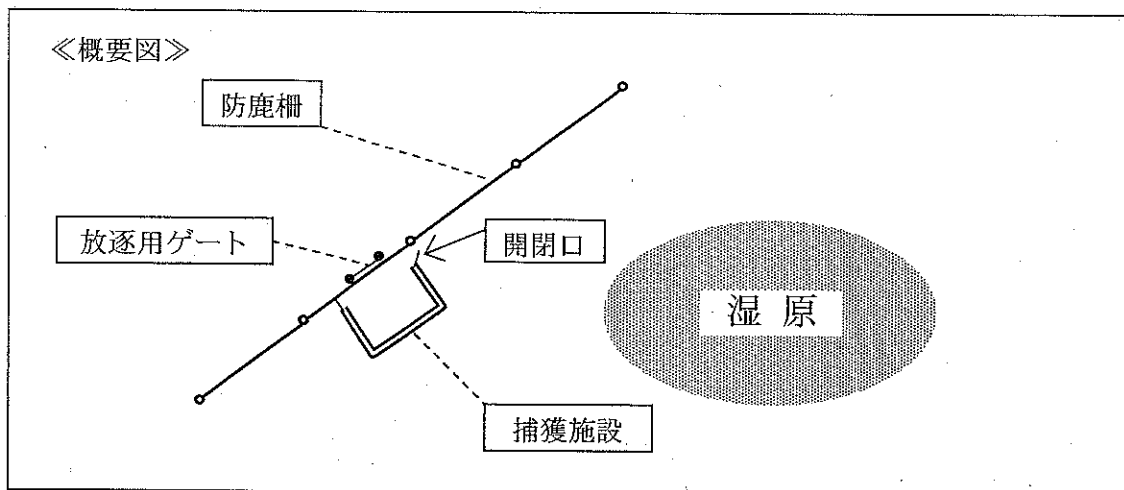 ≪概要図≫
防鹿柵
放逐用ゲート
開閉口
湿原
捕獲施設